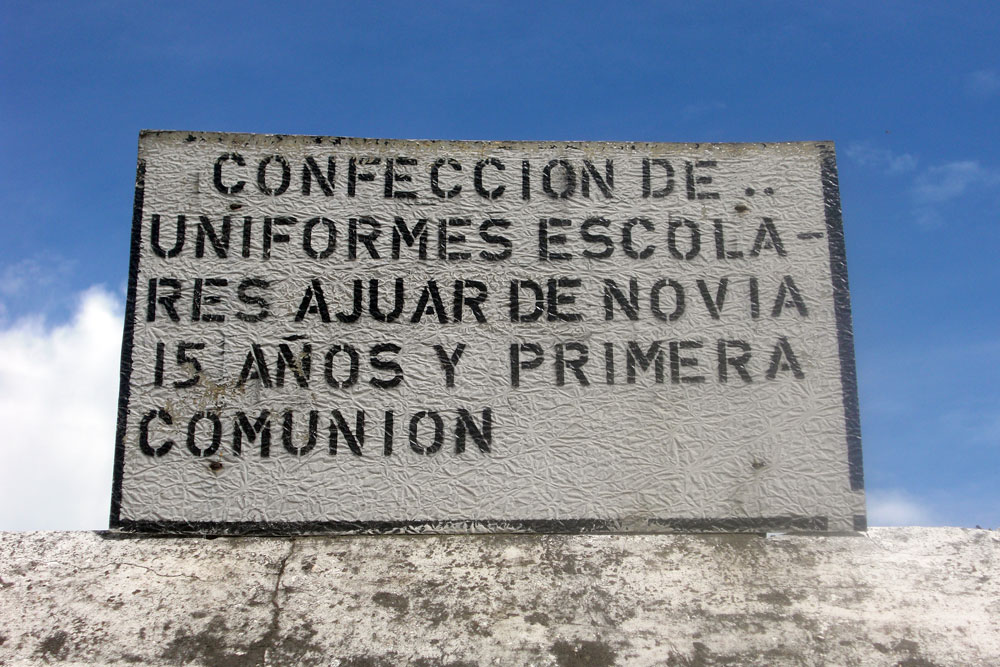 CONFECCION DE..
UNIFORMES ESCOLA-
RES AJUAR DE NOVIA
15 AÑOS Y PRIMERA
COMUNION